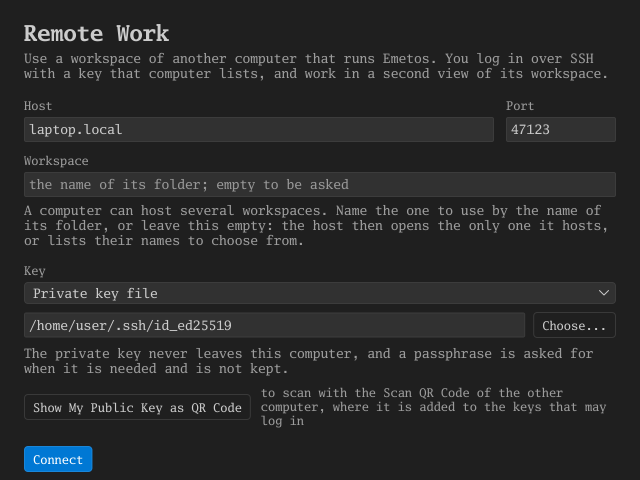 Remote Work
Use a workspace of another computer that runs Emetos. You log in over SSH
with a key that computer lists, and work in a second view of its workspace.
Host
Port
laptop.local
47123
Workspace
the name of its folder; empty to be asked
A computer can host several workspaces. Name the one to use by the name of
its folder, or leave this empty: the host then opens the only one it hosts,
or lists their names to choose from.
Key
Private key file
/home/user/.ssh/id_ed25519
Choose...
The private key never leaves this computer, and a passphrase is asked for
when it is needed and is not kept.
Show My Public Key as QR Code
to scan with the Scan QR Code of the other
computer, where it is added to the keys that may
log in
Connect